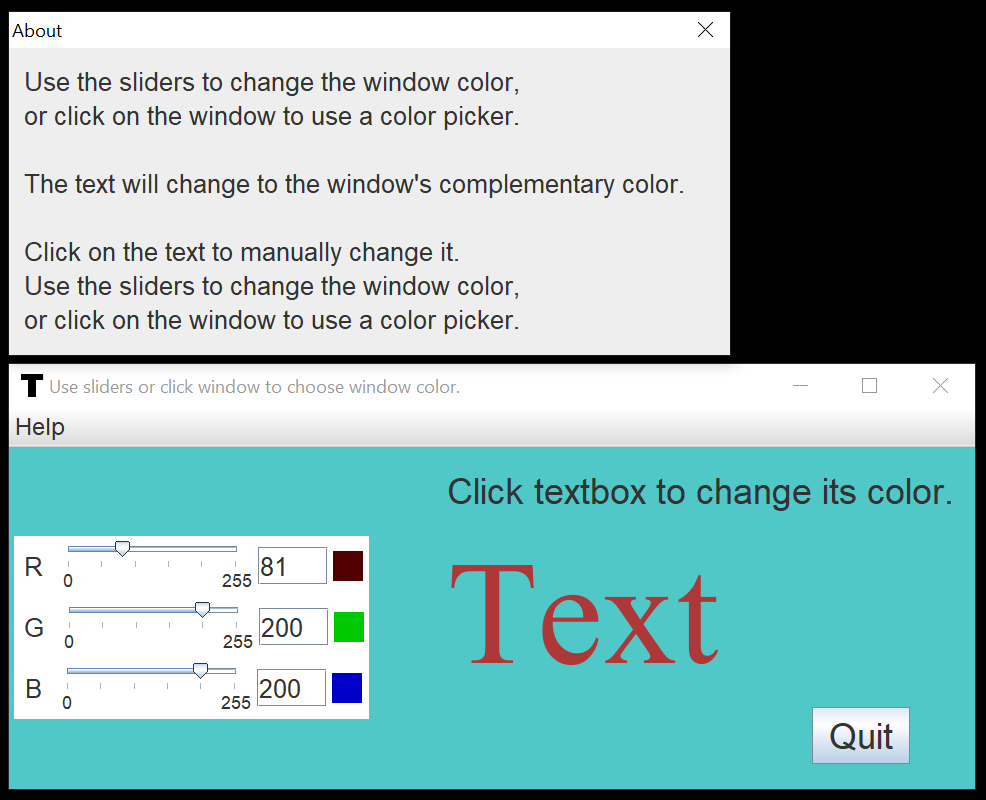 About
Use the sliders to change the window color,
or click on the window to use a color picker.
The text will change to the window's complementary color.
Click on the text to manually change it.
Use the sliders to change the window color,
or click on the window to use a color picker.
T Use sliders or click window to choose window color.
Help
Click textbox to change its color.
R 0 255 81
G 0 255 200
B 0 255 200
Text
Quit